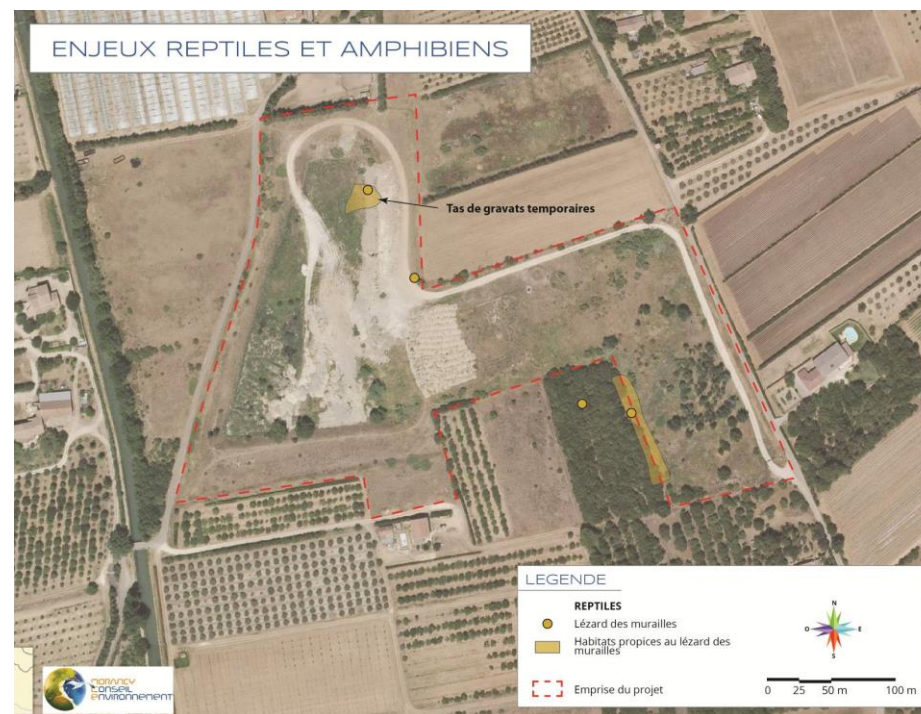 ENJEUX REPTILES ET AMPHIBIENS
Tas de gravats temporaires
LEGENDE
REPTILES
Lézard des murailles
Habitats propices au lézard des
murailles
Emprise du projet
N
O
E
S
0 25 50 m 100 m
MORANCY
CONSEIL
ENVIRONNEMENT